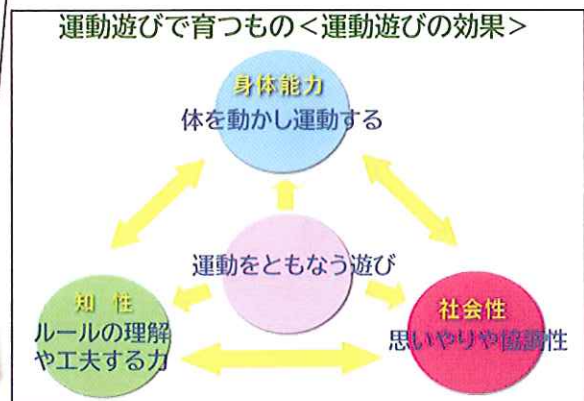 運動遊びで育つもの<運動遊びの効果>
身体能力
体を動かし運動する
運動をともなう遊び
知 性
ルールの理解
や工夫する力
社会性
思いやりや協調性